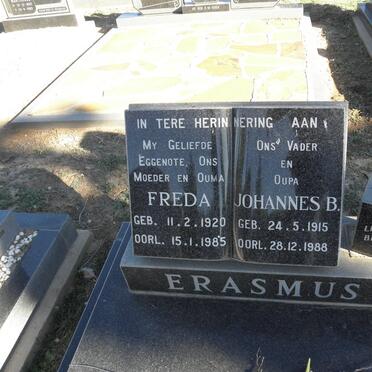 IN TERE HERINNERING AAN
MY GELIEFDE
EGGENOTE, ONS
MOEDER EN OUMA
FREDA
GEB. 11.2.1920
OORL. 15.1.1985
ONS VADER
EN
OUPA
JOHANNES B.
GEB. 24.5.1915
OORL. 28.12.1988
ERASMUS